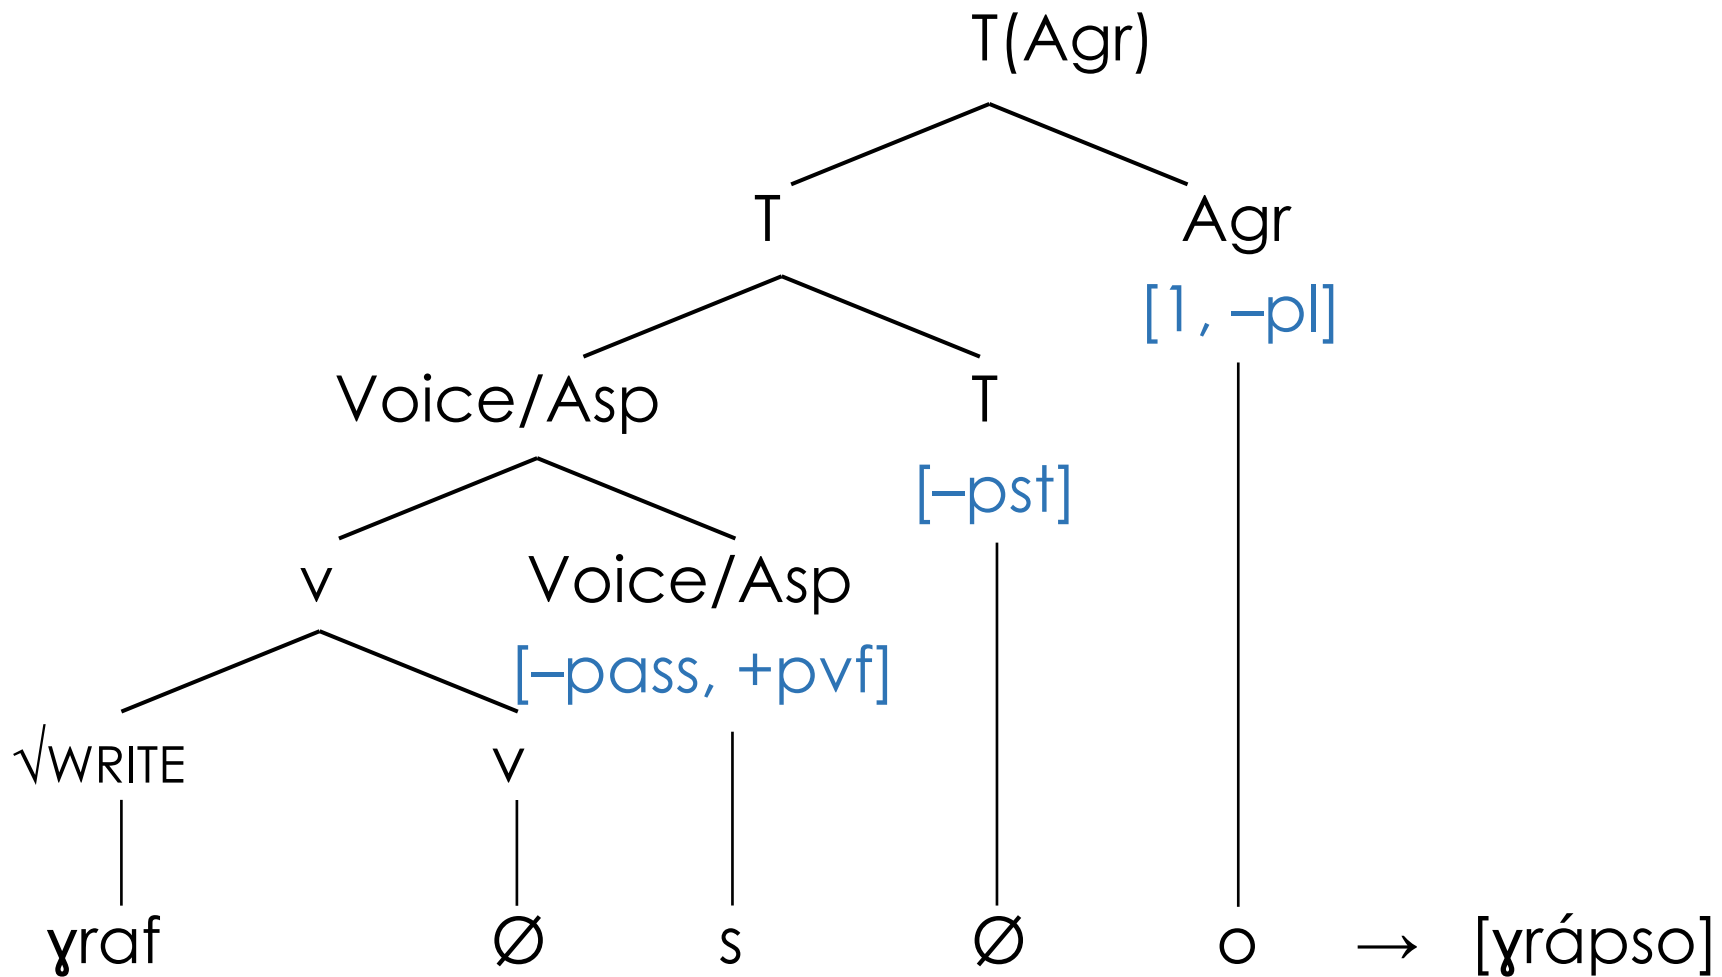 T(Agr)
T Agr
[1, –pl]
Voice/Asp T
[–pst]
v Voice/Asp
[–pass, +pvf]
√WRITE v
ɣraf Ø s Ø o → [ɣrápso]